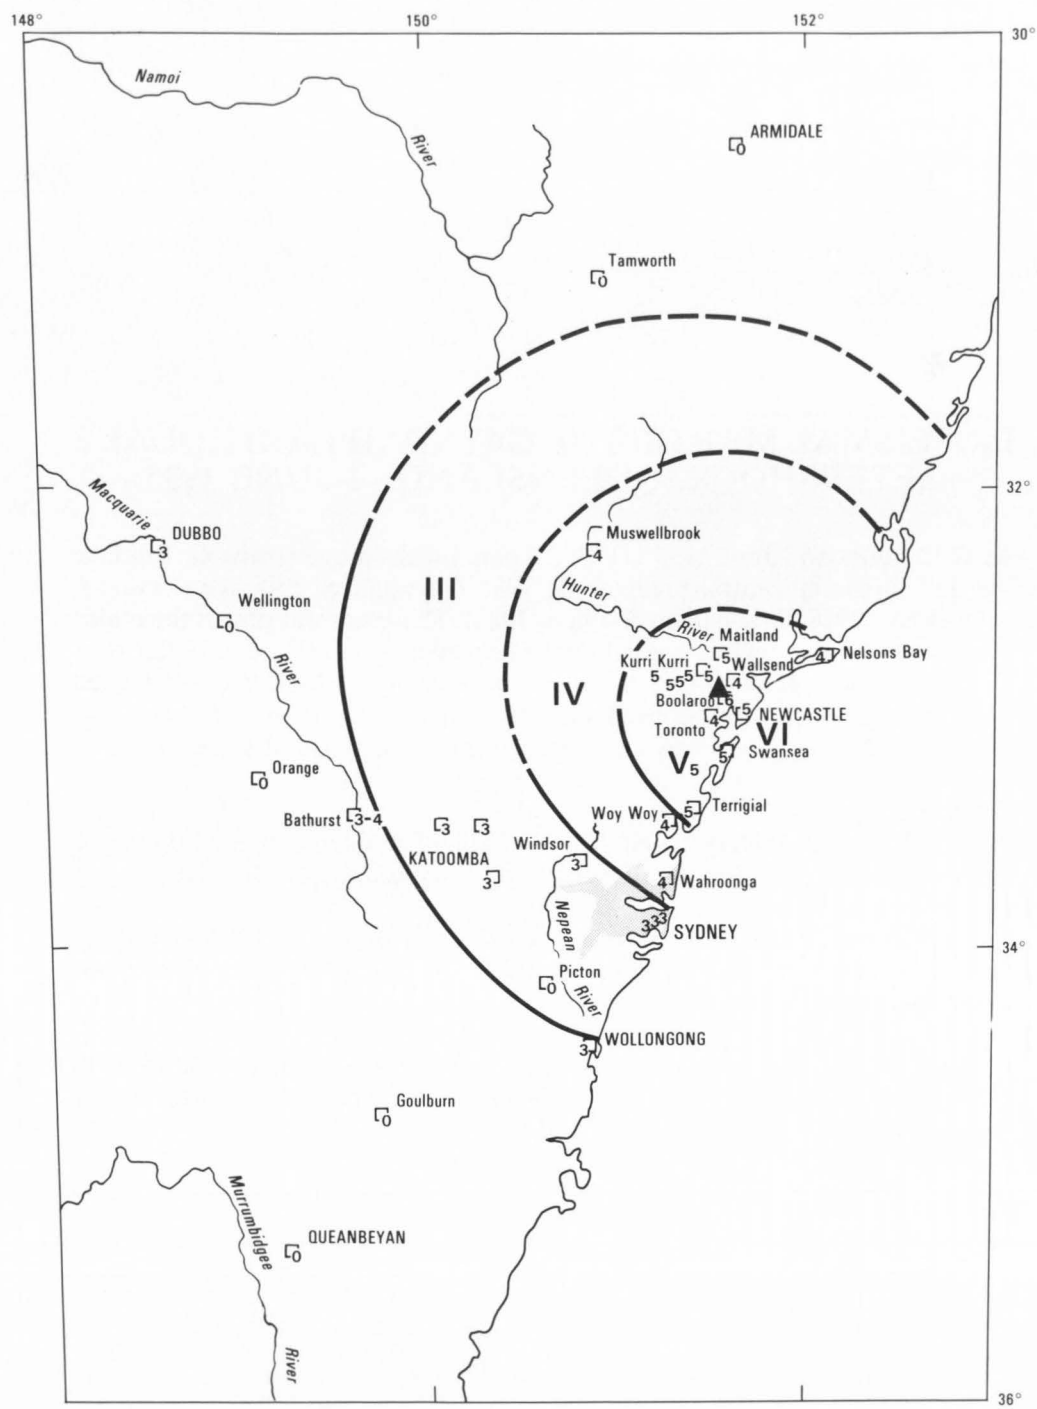 148° 150° 152°
30°
Namoi
River
ARMIDALE
0
Tamworth
0
32°
Macquarie
DUBBO
3
Muswellbrook
4
III
Hunter
River
Wellington
0
River
Maitland
5
Nelsons Bay
4
Kurri Kurri
5
5 5 5 5
Wallsend
4
IV
Boolaroo
6
5
NEWCASTLE
Toronto
4
VI
V
5
Swansea
5
Orange
0
Terrigial
5
Woy Woy
4
Bathurst
3-4
3
3
Windsor
3
KATOOMBA
3
Wahroonga
4
Nepean
River
333
SYDNEY
34°
Picton
0
WOLLONGONG
3
Goulburn
0
Murrumbidgee
River
QUEANBEYAN
0
36°